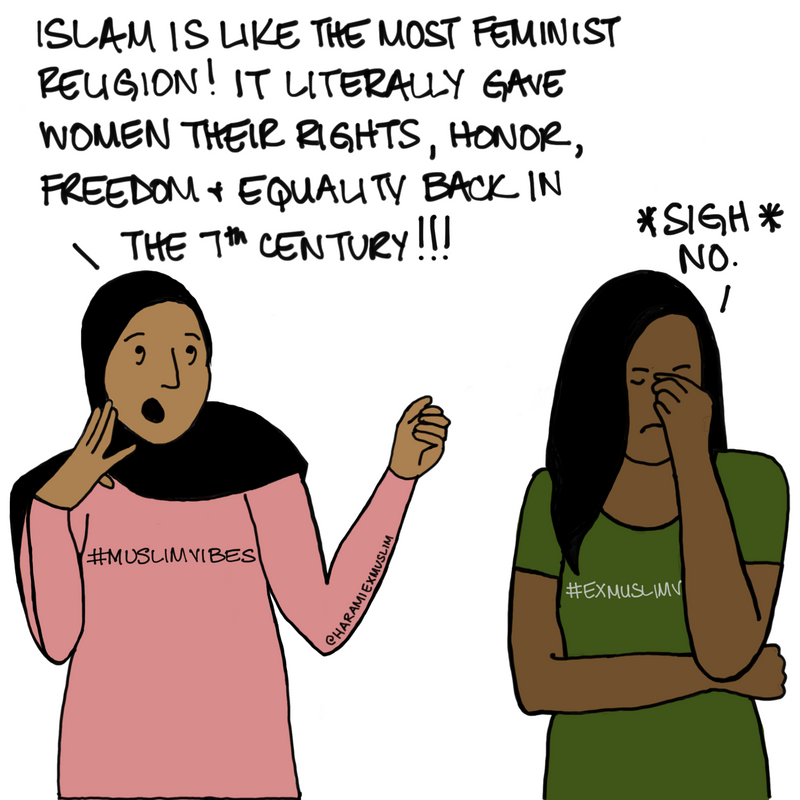 ISLAM IS LIKE THE MOST FEMINIST
RELIGION! IT LITERALLY GAVE
WOMEN THEIR RIGHTS, HONOR,
FREEDOM + EQUALITY BACK IN
THE 7th CENTURY!!!
*SIGH*
NO.
#MUSLIMVIBES
@HARAMIEXMUSLIM
#EXMUSLIMV